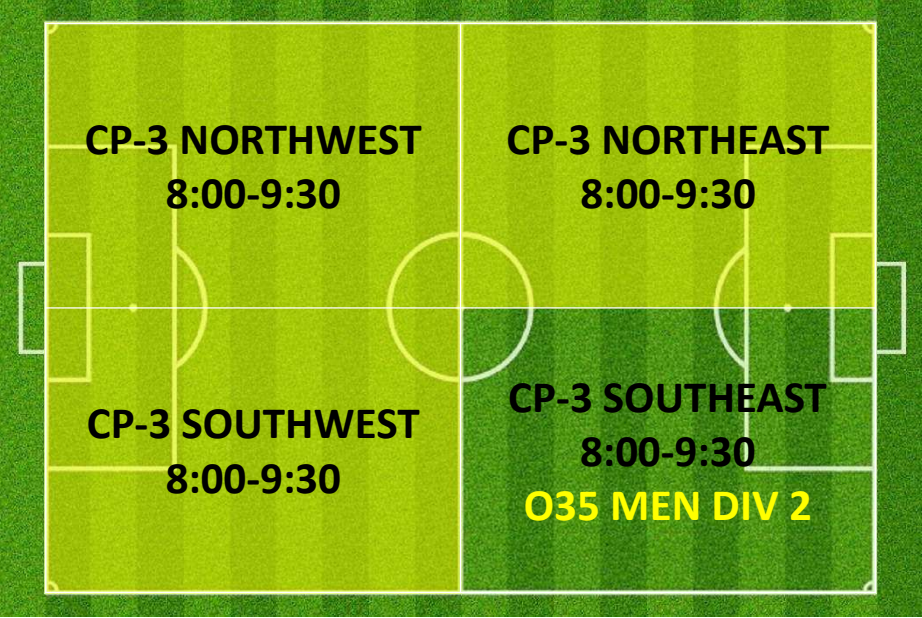 CP-3 NORTHWEST
8:00-9:30
CP-3 NORTHEAST
8:00-9:30
CP-3 SOUTHWEST
8:00-9:30
CP-3 SOUTHEAST
8:00-9:30
O35 MEN DIV 2